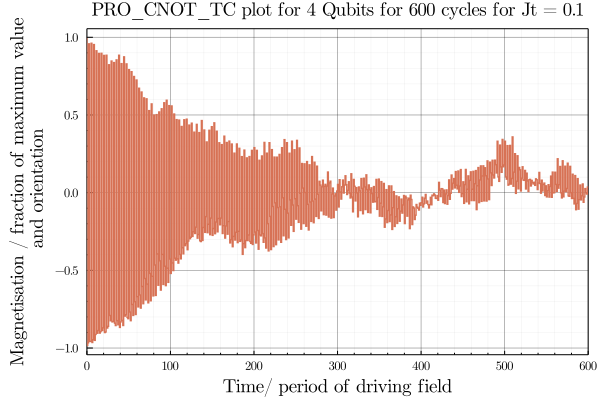 PRO_CNOT_TC plot for 4 Qubits for 600 cycles for Jt = 0.1
Magnetisation / fraction of maximum value
and orientation
1.0
0.5
0.0
−0.5
−1.0
0 100 200 300 400 500 600
Time/ period of driving field